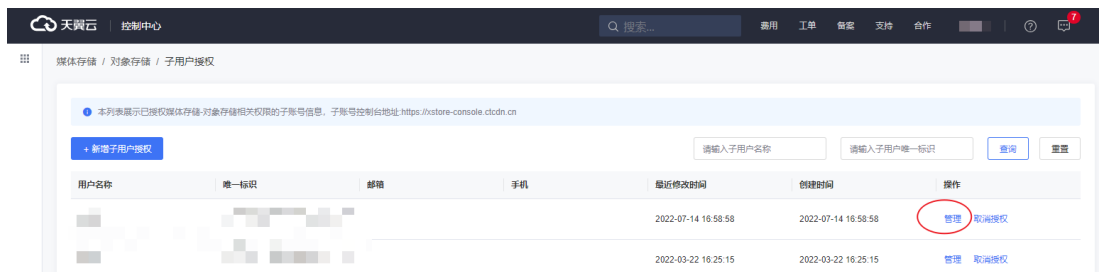 天翼云 控制中心 搜索... 费用 工单 备案 支持 合作 7
媒体存储 / 对象存储 / 子用户授权
本列表展示已授权媒体存储-对象存储相关权限的子账号信息。子账号控制台地址:https://xstore-console.ctcdn.cn
+ 新增子用户授权 请输入子用户名称 请输入子用户唯一标识 查询 重置
用户名称 唯一标识 邮箱 手机 最近修改时间 创建时间 操作
2022-07-14 16:58:58 2022-07-14 16:58:58 管理 取消授权
2022-03-22 16:25:15 2022-03-22 16:25:15 管理 取消授权